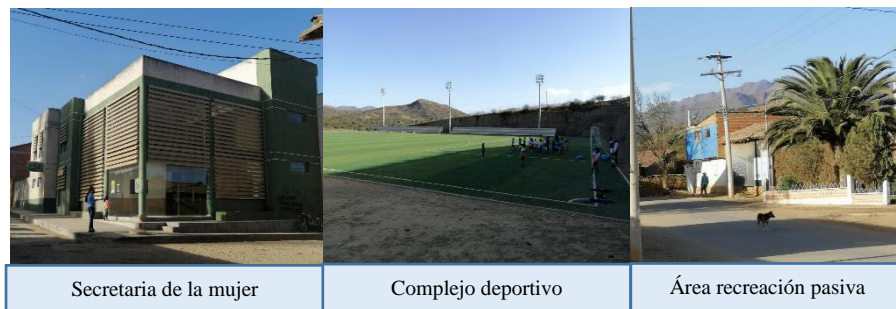 Secretaria de la mujer
Complejo deportivo
Área recreación pasiva